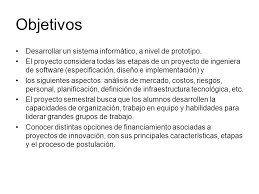 Objetivos
• Desarrollar un sistema informático, a nivel de prototipo.
• El proyecto considera todas las etapas de un proyecto de ingeniera
de software (especificación, diseño e implementación) y
• los siguientes aspectos: análisis de mercado, costos, riesgos,
personal, planificación, definición de infraestructura tecnológica, etc.
• El proyecto semestral busca que los alumnos desarrollen la
capacidades de organización, trabajo en equipo y habilidades para
liderar grandes grupos de trabajo.
• Conocer distintas opciones de financiamiento asociadas a
proyectos de innovación, con sus principales características, etapas
y el proceso de postulación.